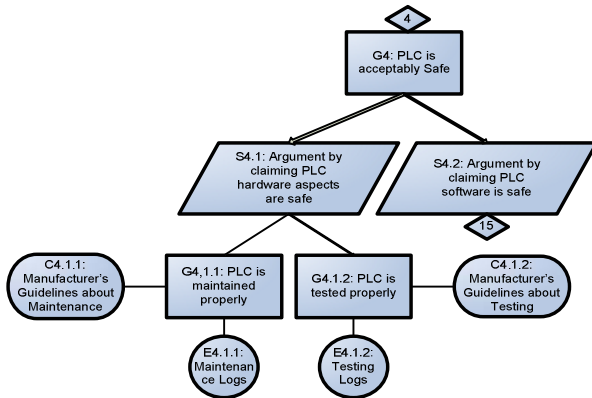 4
G4: PLC is
acceptably Safe
S4.1: Argument by
claiming PLC
hardware aspects
are safe
S4.2: Argument by
claiming PLC
software is safe
15
C4.1.1:
Manufacturer's
Guidelines about
Maintenance
G4,1.1: PLC is
maintained
properly
G4.1.2: PLC is
tested properly
C4.1.2:
Manufacturer's
Guidelines about
Testing
E4.1.1:
Maintenan
ce Logs
E4.1.2:
Testing
Logs